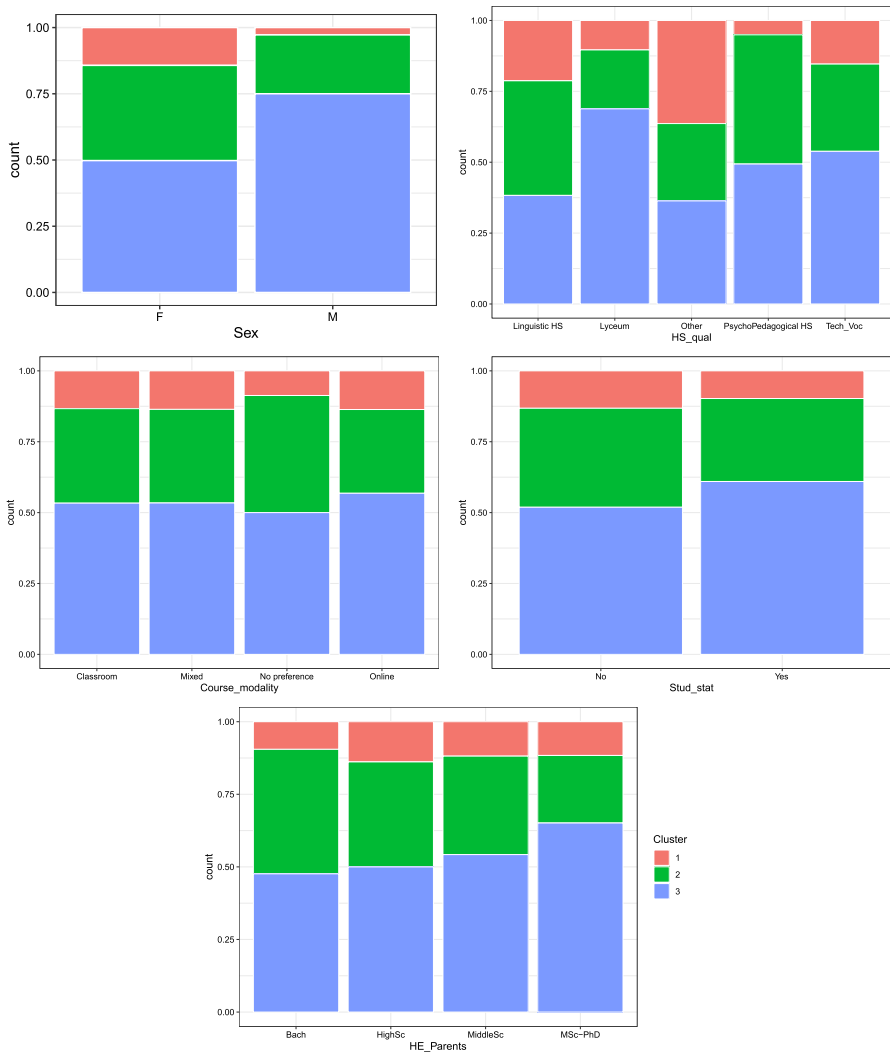 1.00
0.75
0.50
0.25
0.00
count
F M
Sex
1.00
0.75
0.50
0.25
0.00
count
Linguistic HS Lyceum Other PsychoPedagogical HS Tech_Voc
HS_qual
1.00
0.75
0.50
0.25
0.00
count
Classroom Mixed No preference Online
Course_modality
1.00
0.75
0.50
0.25
0.00
count
No Yes
Stud_stat
1.00
0.75
0.50
0.25
0.00
count
Bach HighSc MiddleSc MSc−PhD
HE_Parents
Cluster
1
2
3